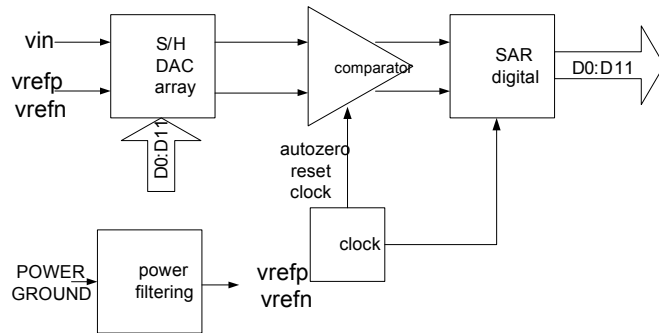 vin
vrefp
vrefn
S/H
DAC
array
D0:D11
comparator
SAR
digital
D0:D11
autozero
reset
clock
clock
POWER
GROUND
power
filtering
vrefp
vrefn